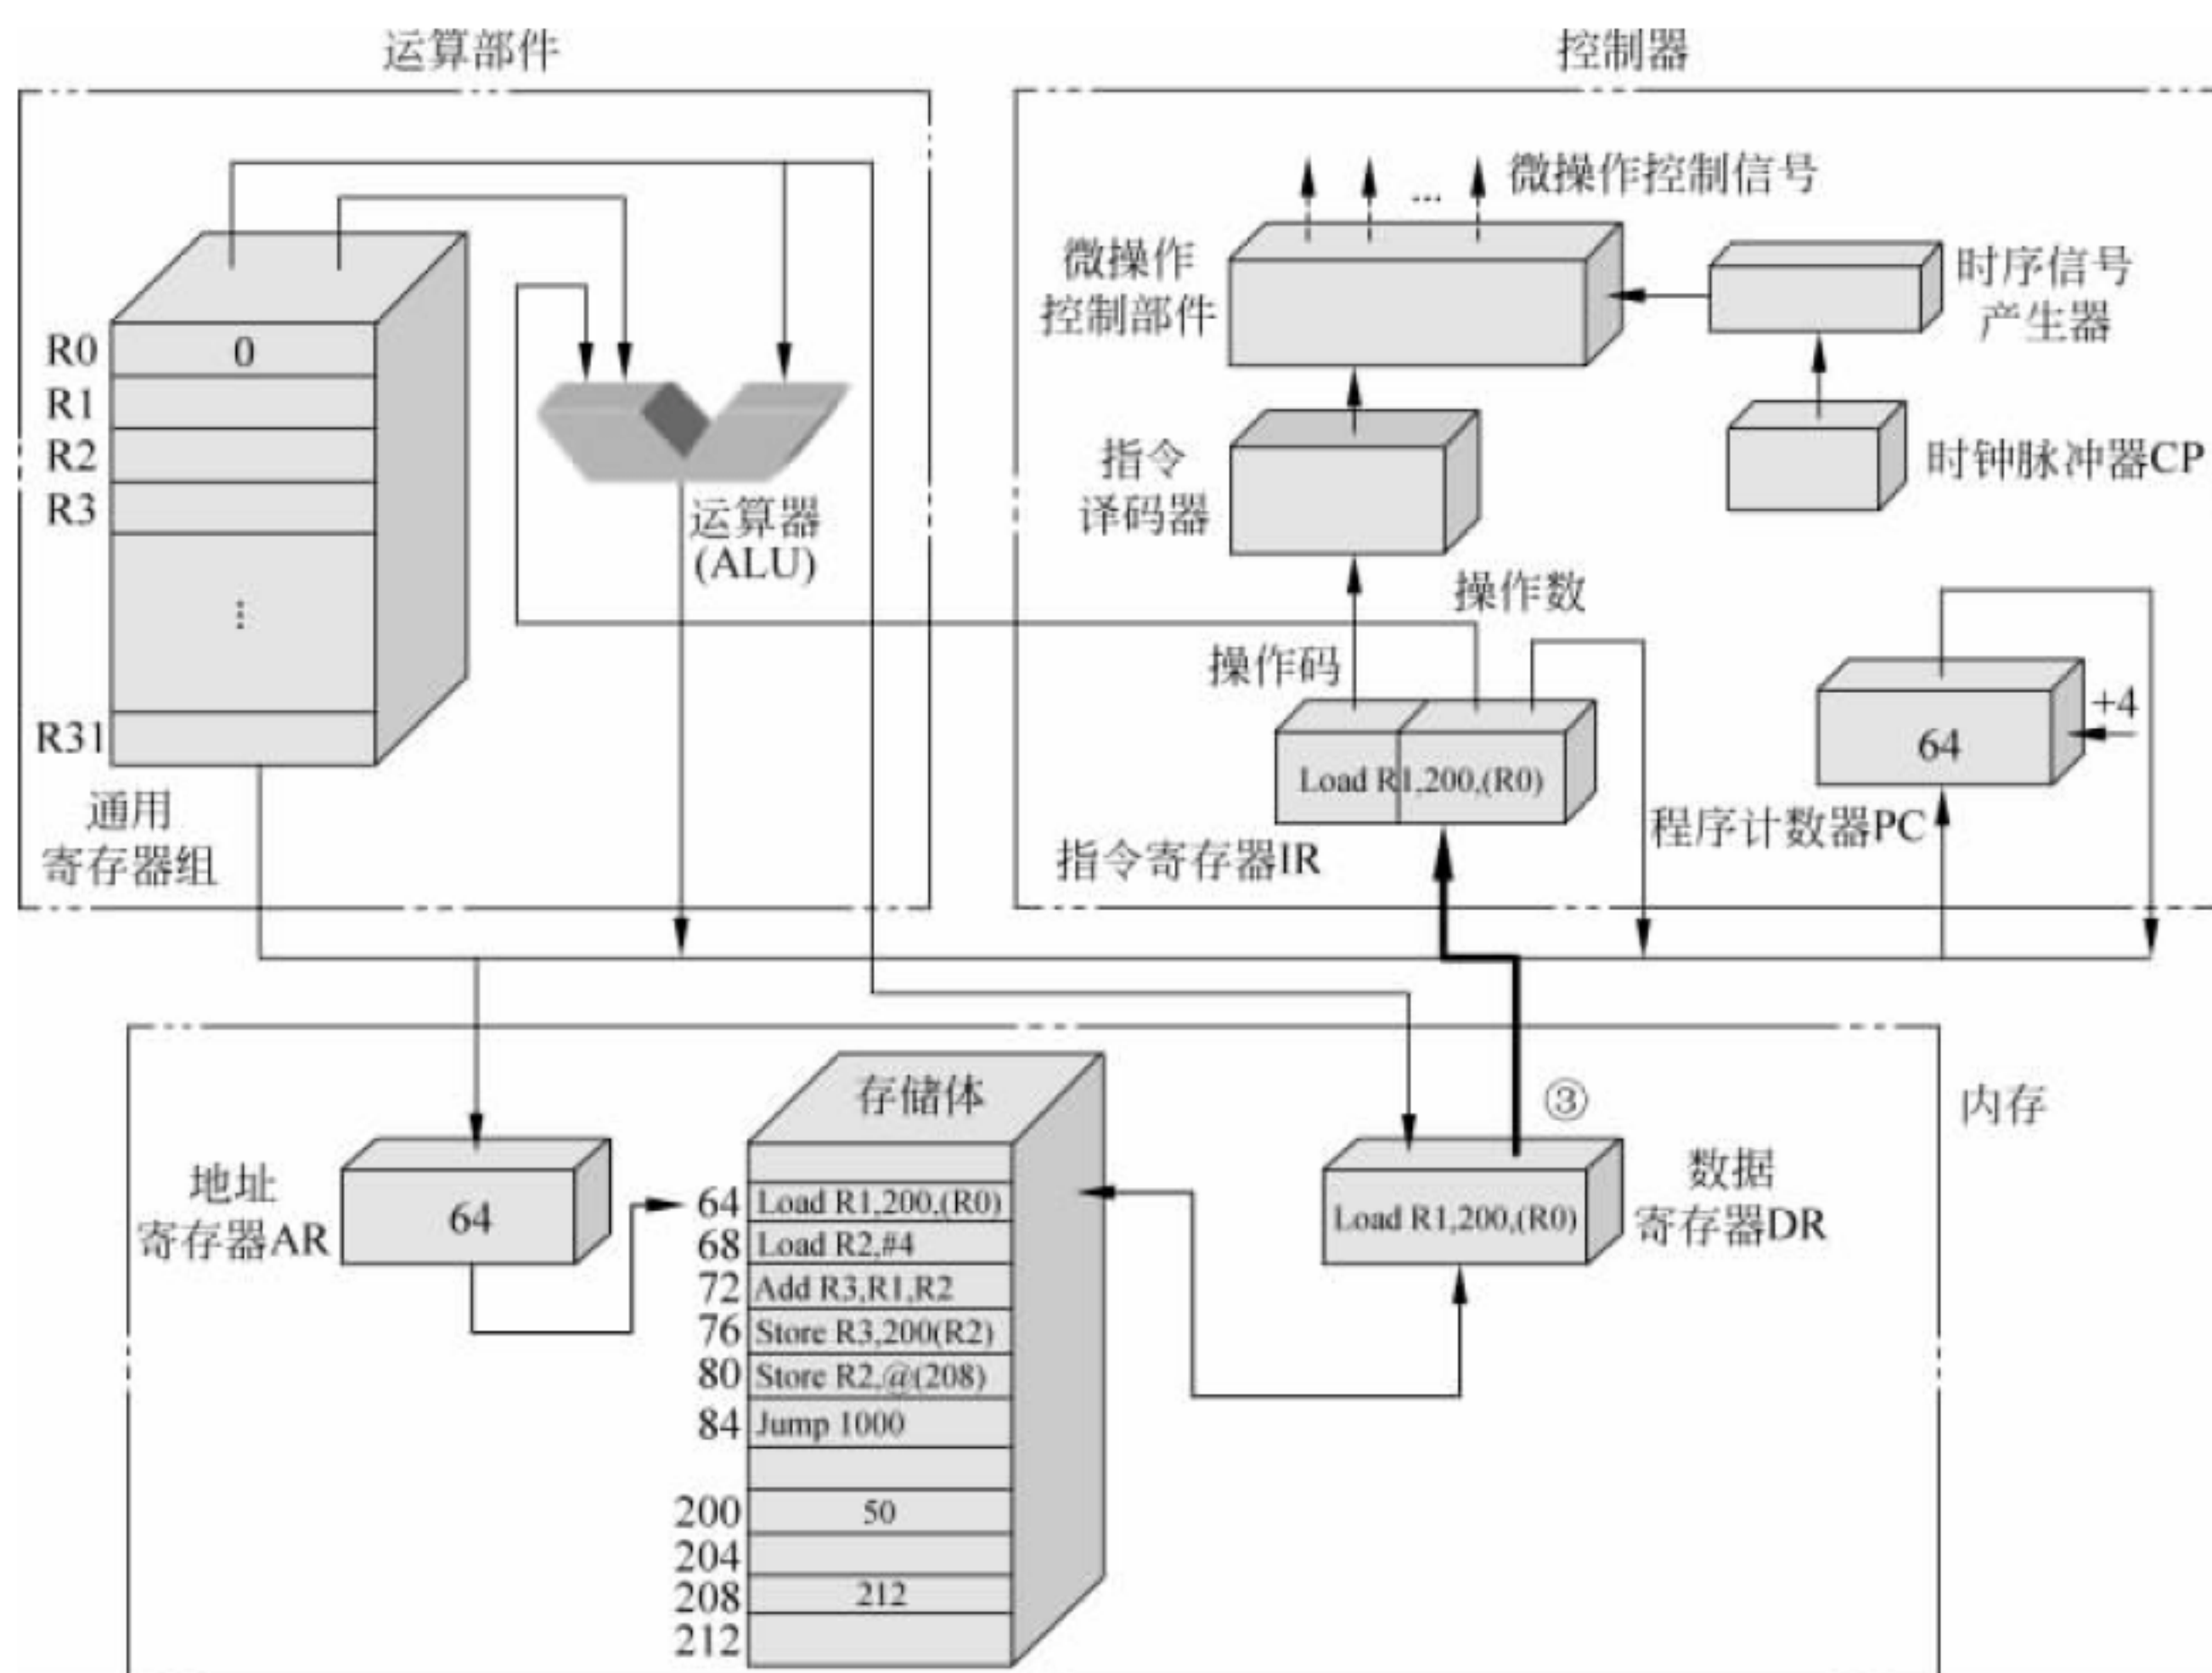 运算部件
控制器
微操作控制信号
...
微操作
控制部件
时序信号
产生器
R0 0
R1
R2
R3
⋮
R31
运算器
(ALU)
指令
译码器
时钟脉冲器CP
操作数
操作码
+4
64
Load R1,200,(R0)
通用
寄存器组
指令寄存器IR
程序计数器PC
内存
存储体
③
地址
寄存器AR
64
64 Load R1,200,(R0)
68 Load R2,#4
72 Add R3,R1,R2
76 Store R3,200(R2)
80 Store R2,@(208)
84 Jump 1000
200 50
204
208 212
212
Load R1,200,(R0)
数据
寄存器DR